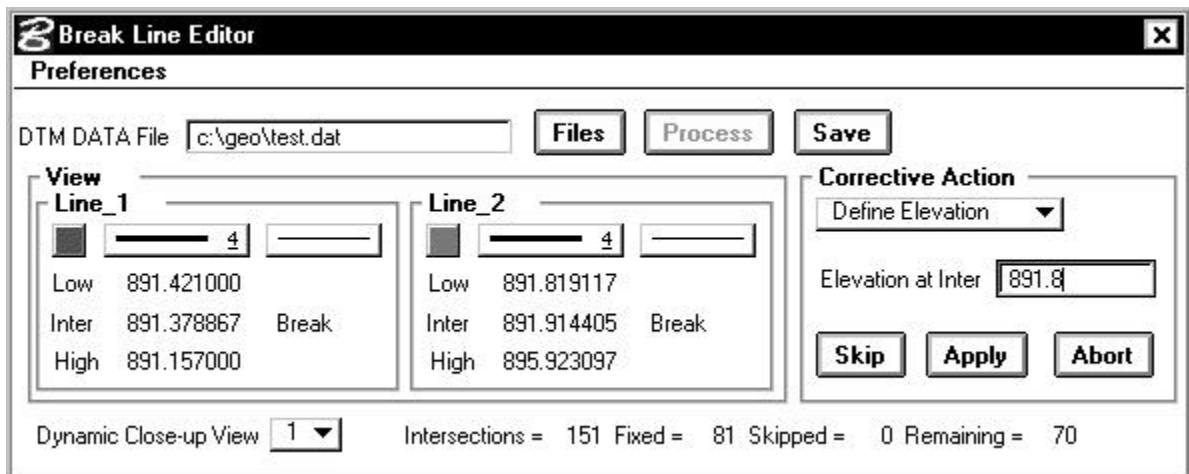 Break Line Editor
Preferences
DTM DATA File c:\geo\test.dat Files Process Save
View
Line_1
4
Low 891.421000
Inter 891.378867 Break
High 891.157000
Line_2
4
Low 891.819117
Inter 891.914405 Break
High 895.923097
Corrective Action
Define Elevation
Elevation at Inter 891.8
Skip Apply Abort
Dynamic Close-up View 1 Intersections = 151 Fixed = 81 Skipped = 0 Remaining = 70